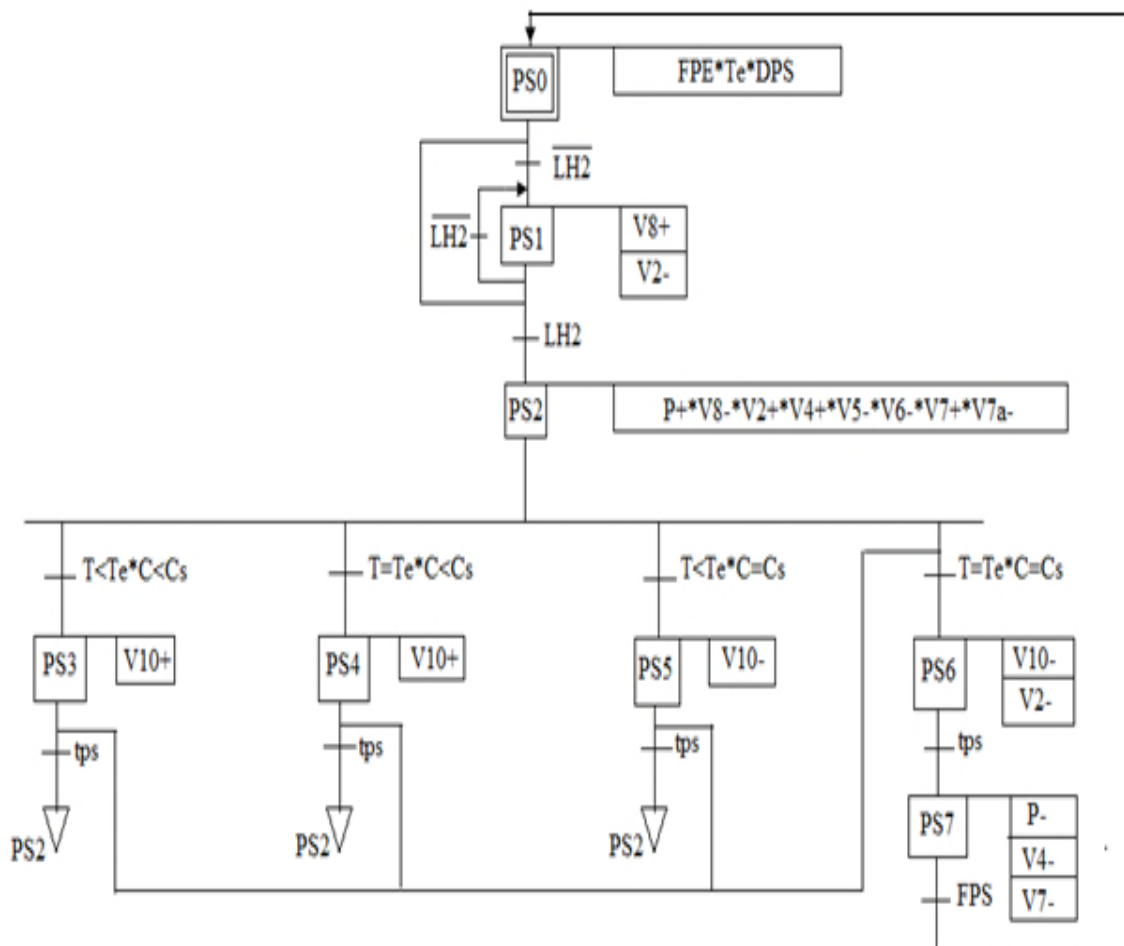 PS0
FPE*Te*DPS
LH2
LH2
PS1
V8+
V2-
LH2
PS2
P+*V8-*V2+*V4+*V5-*V6-*V7+*V7a-
T<Te*C<Cs
T=Te*C<Cs
T<Te*C=Cs
T=Te*C=Cs
PS3
V10+
PS4
V10+
PS5
V10-
PS6
V10-
V2-
tps
tps
tps
tps
PS2
PS2
PS2
PS7
P-
V4-
V7-
FPS